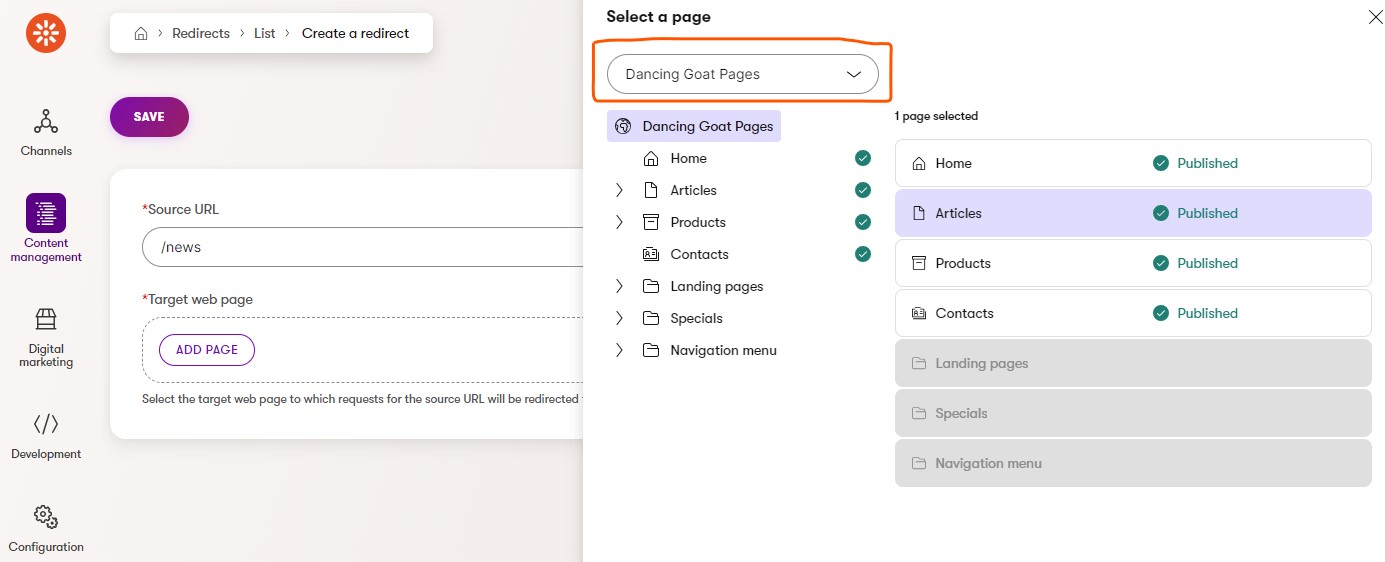 Redirects > List > Create a redirect
Channels
Content
management
Digital
marketing
Development
Configuration
SAVE
*Source URL
/news
*Target web page
ADD PAGE
Select the target web page to which requests for the source URL will be redirected
Select a page
Dancing Goat Pages
Dancing Goat Pages
Home
Articles
Products
Contacts
Landing pages
Specials
Navigation menu
1 page selected
Home Published
Articles Published
Products Published
Contacts Published
Landing pages
Specials
Navigation menu